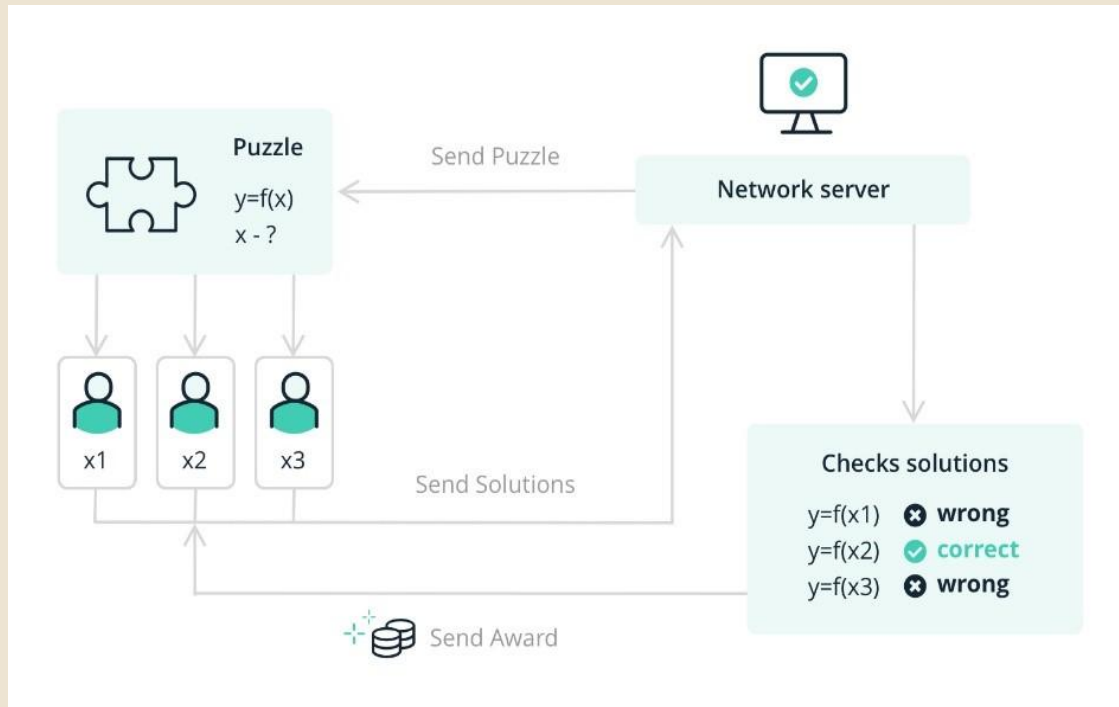 Puzzle
y=f(x)
x - ?
Send Puzzle
Network server
x1
x2
x3
Send Solutions
Checks solutions
y=f(x1) wrong
y=f(x2) correct
y=f(x3) wrong
Send Award